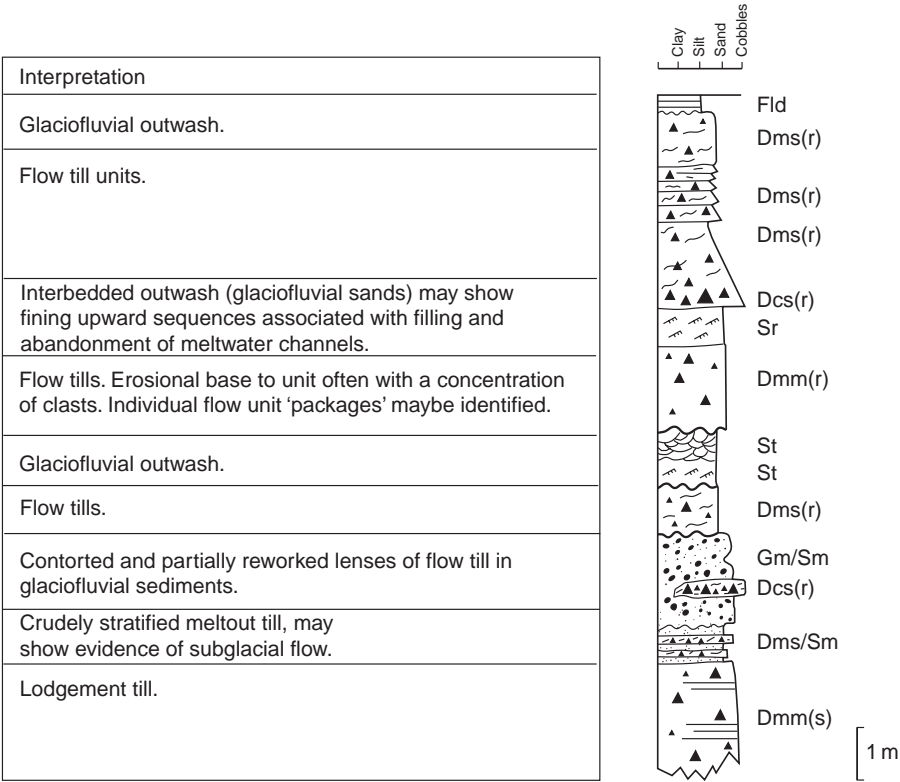 Interpretation
Glaciofluvial outwash.
Flow till units.
Interbedded outwash (glaciofluvial sands) may show
fining upward sequences associated with filling and
abandonment of meltwater channels.
Flow tills. Erosional base to unit often with a concentration
of clasts. Individual flow unit ‘packages’ maybe identified.
Glaciofluvial outwash.
Flow tills.
Contorted and partially reworked lenses of flow till in
glaciofluvial sediments.
Crudely stratified meltout till, may
show evidence of subglacial flow.
Lodgement till.
Clay
Silt
Sand
Cobbles
Fld
Dms(r)
Dms(r)
Dms(r)
Dcs(r)
Sr
Dmm(r)
St
St
Dms(r)
Gm/Sm
Dcs(r)
Dms/Sm
Dmm(s)
1 m